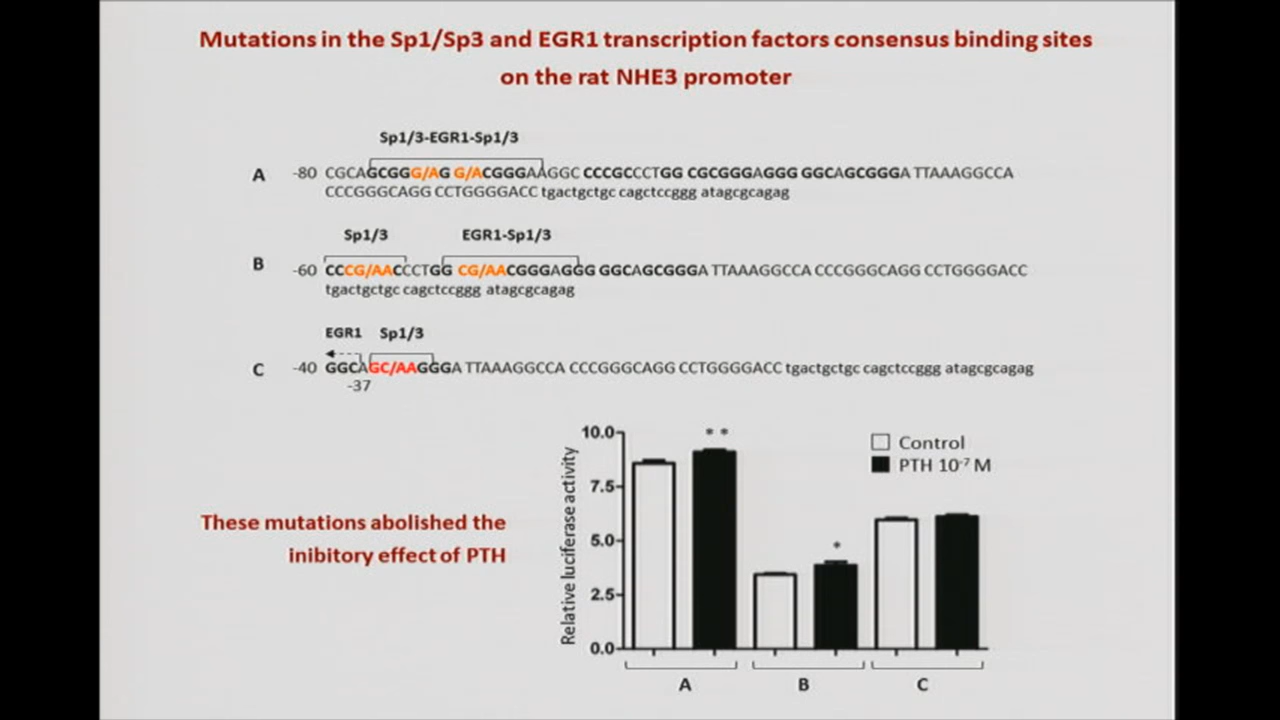 Mutations in the Sp1/Sp3 and EGR1 transcription factors consensus binding sites
on the rat NHE3 promoter
Sp1/3-EGR1-Sp1/3
A -80 CGCAGCGGG/AG G/ACGGGAAGGC CCCGCCCTGG CGCGGGAGGG GGCAGCGGGA TTAAAGGCCA
CCCGGGCAGG CCTGGGGACC tgactgctgc cagctccggg atagcgcagag
Sp1/3 EGR1-Sp1/3
B -60 CCCG/AACCCTGG CG/AACGGGAGGG GGCAGCGGGA TTAAAGGCCA CCCGGGCAGG CCTGGGGACC
tgactgctgc cagctccggg atagcgcagag
EGR1 Sp1/3
C -40 GGCAGC/AAGGGA TTAAAGGCCA CCCGGGCAGG CCTGGGGACC tgactgctgc cagctccggg atagcgcagag
-37
These mutations abolished the
inibitory effect of PTH
Relative luciferase activity
10.0
7.5
5.0
2.5
0.0
* *
*
Control
PTH 10⁻⁷ M
A B C